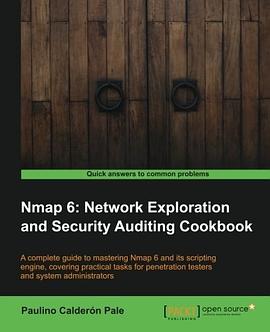 Quick answers to common problems
Nmap 6: Network Exploration
and Security Auditing Cookbook
A complete guide to mastering Nmap 6 and its scripting
engine, covering practical tasks for penetration testers
and system administrators
Paulino Calderón Pale
[PACKT] open source*
PUBLISHING